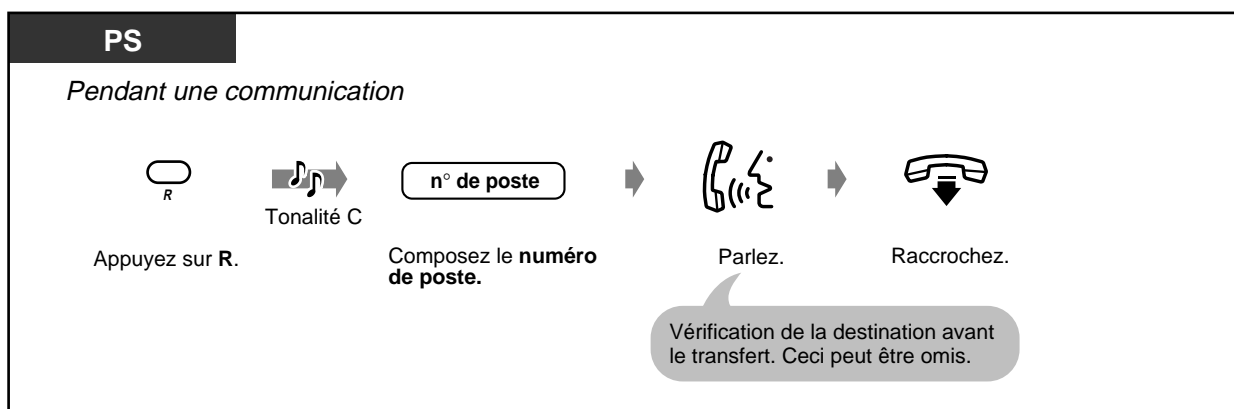 PS
Pendant une communication
R
Tonalité C
n° de poste
Appuyez sur R.
Composez le numéro
de poste.
Parlez.
Raccrochez.
Vérification de la destination avant
le transfert. Ceci peut être omis.